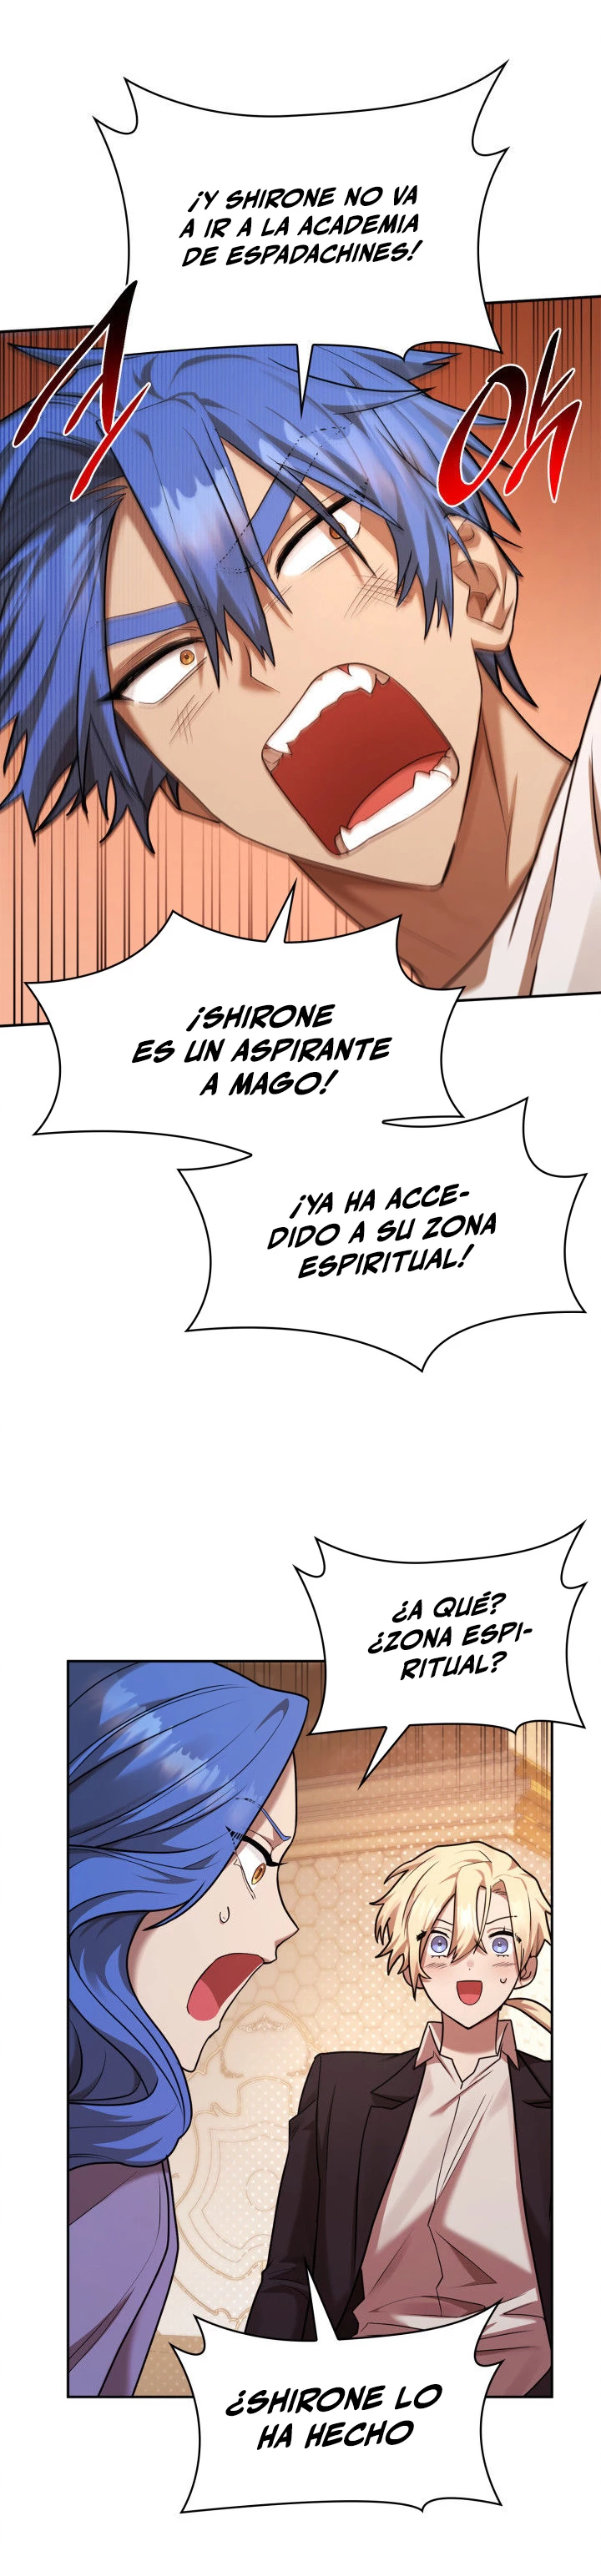 ¡Y SHIRONE NO VA
A IR A LA ACADEMIA
DE ESPADACHINES!
¡SHIRONE
ES UN ASPIRANTE
A MAGO!
¡YA HA ACCE-
DIDO A SU ZONA
ESPIRITUAL!
¿A QUÉ?
¿ZONA ESPI-
RITUAL?
¿SHIRONE LO
HA HECHO